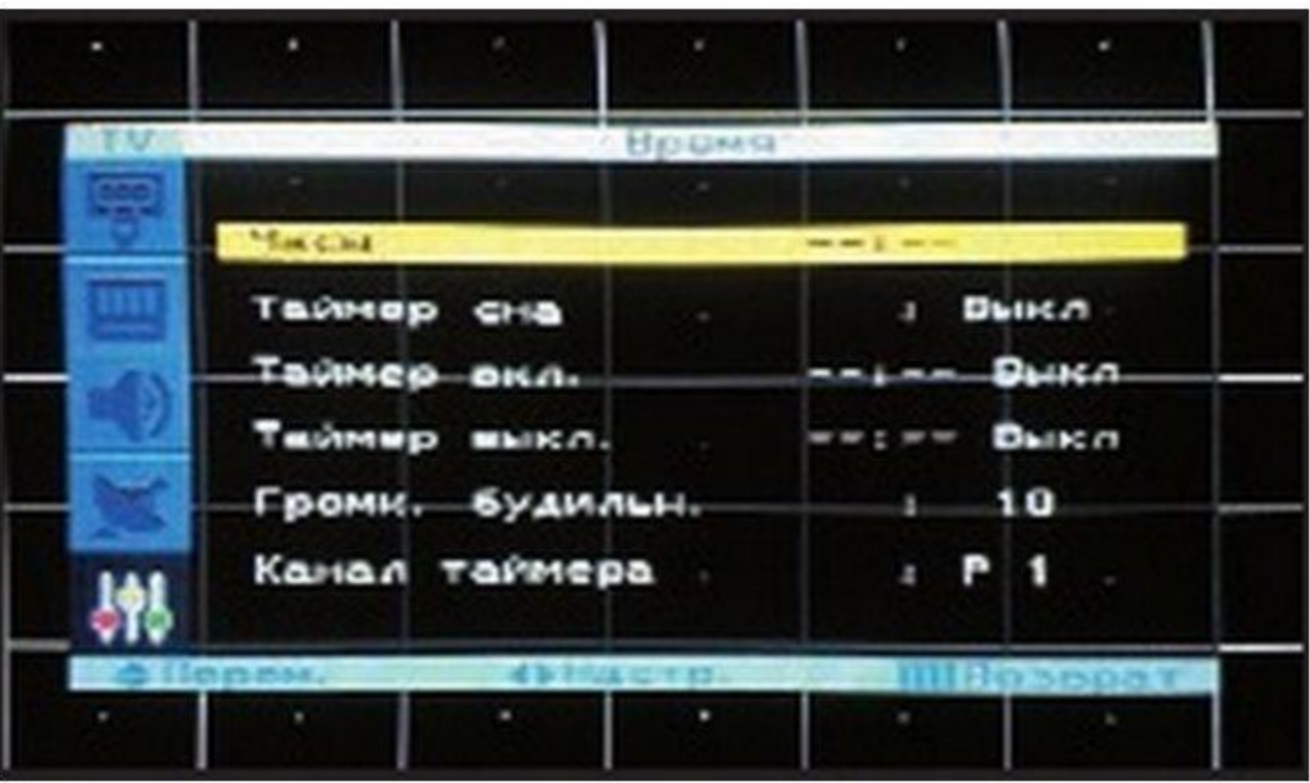 TV Время
--:--
Таймер сна : Выкл
Таймер вкл. --:-- Выкл
Таймер выкл. --:-- Выкл
Громк. будильн. : 10
Канал таймера : P 1
Перем. Настр. Возврат